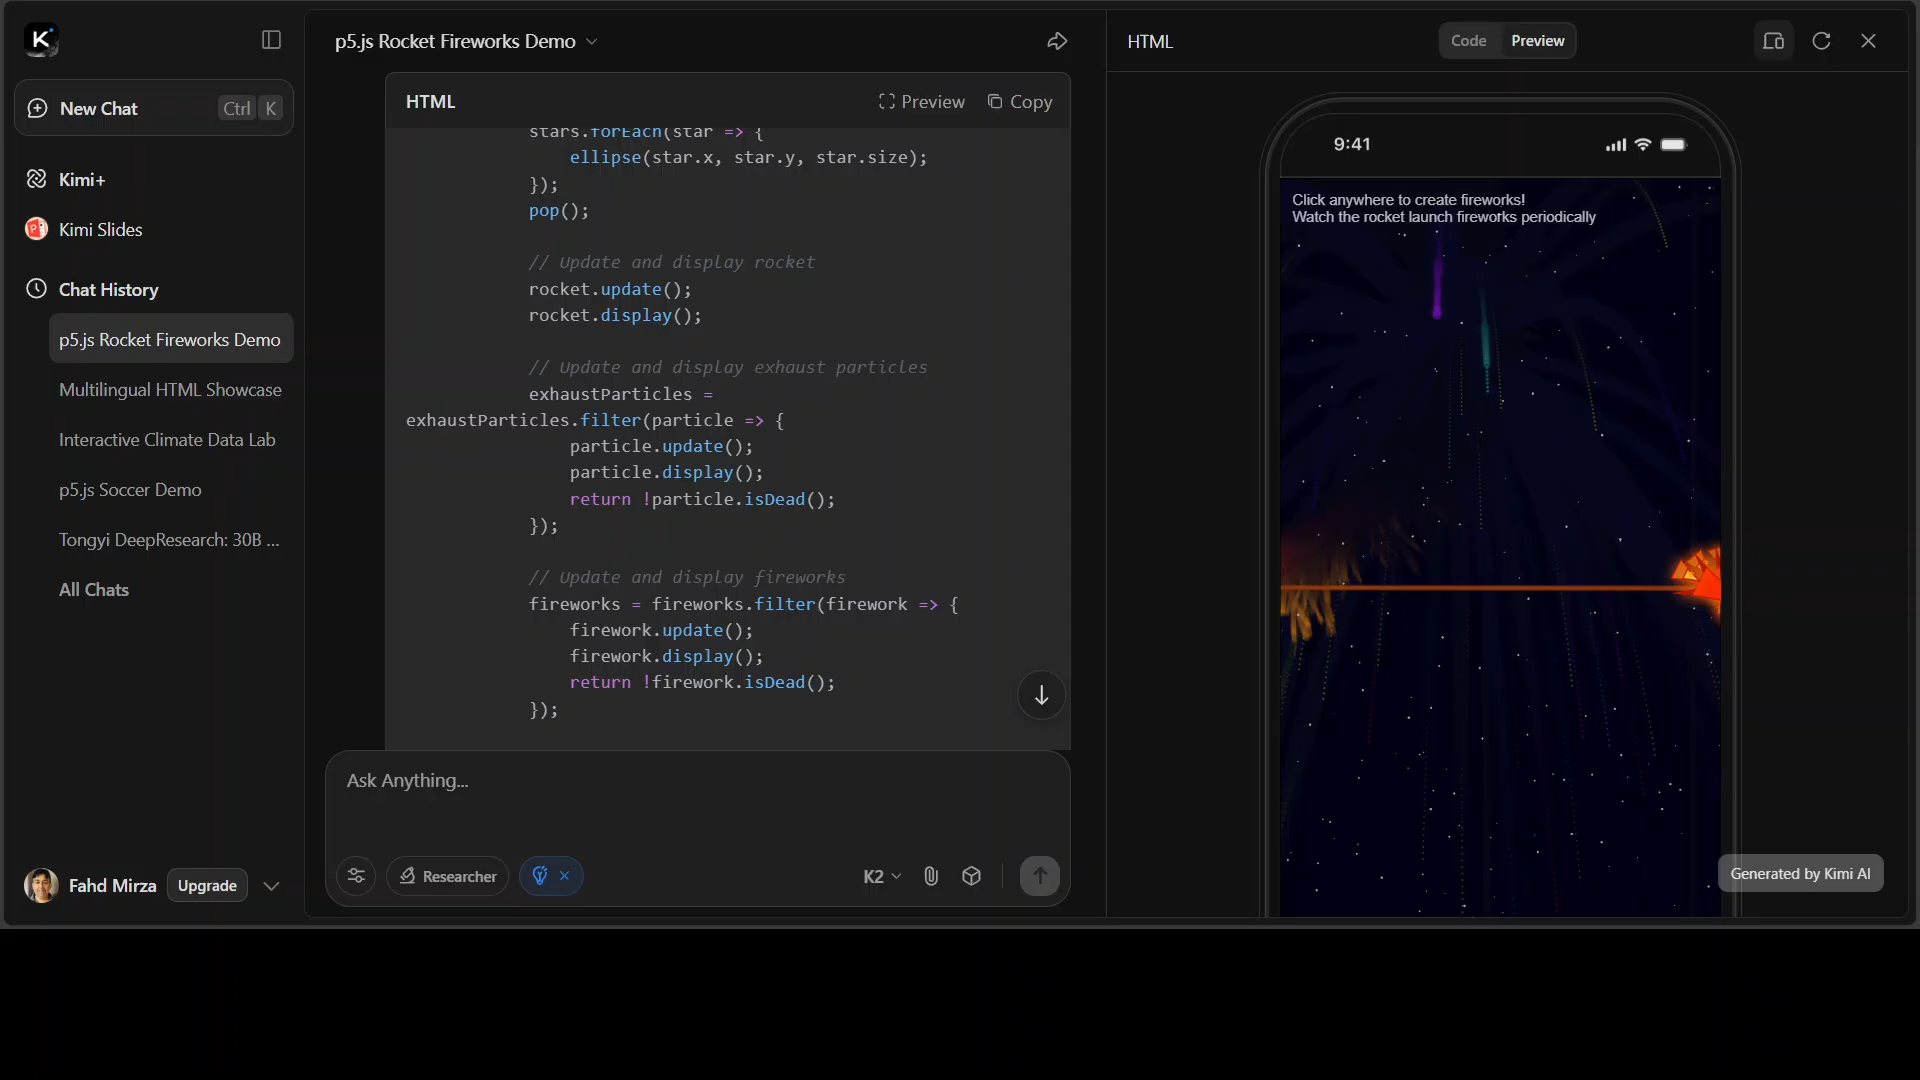 K
New Chat
Ctrl K
Kimi+
Kimi Slides
Chat History
p5.js Rocket Fireworks Demo
Multilingual HTML Showcase
Interactive Climate Data Lab
p5.js Soccer Demo
Tongyi DeepResearch: 30B ...
All Chats
Fahd Mirza
Upgrade
p5.js Rocket Fireworks Demo
HTML
Preview
Copy
stars.forEach(star => {
ellipse(star.x, star.y, star.size);
});
pop();
// Update and display rocket
rocket.update();
rocket.display();
// Update and display exhaust particles
exhaustParticles =
exhaustParticles.filter(particle => {
particle.update();
particle.display();
return !particle.isDead();
});
// Update and display fireworks
fireworks = fireworks.filter(firework => {
firework.update();
firework.display();
return !firework.isDead();
});
Ask Anything...
Researcher
K2
HTML
Code
Preview
9:41
Click anywhere to create fireworks!
Watch the rocket launch fireworks periodically
Generated by Kimi AI